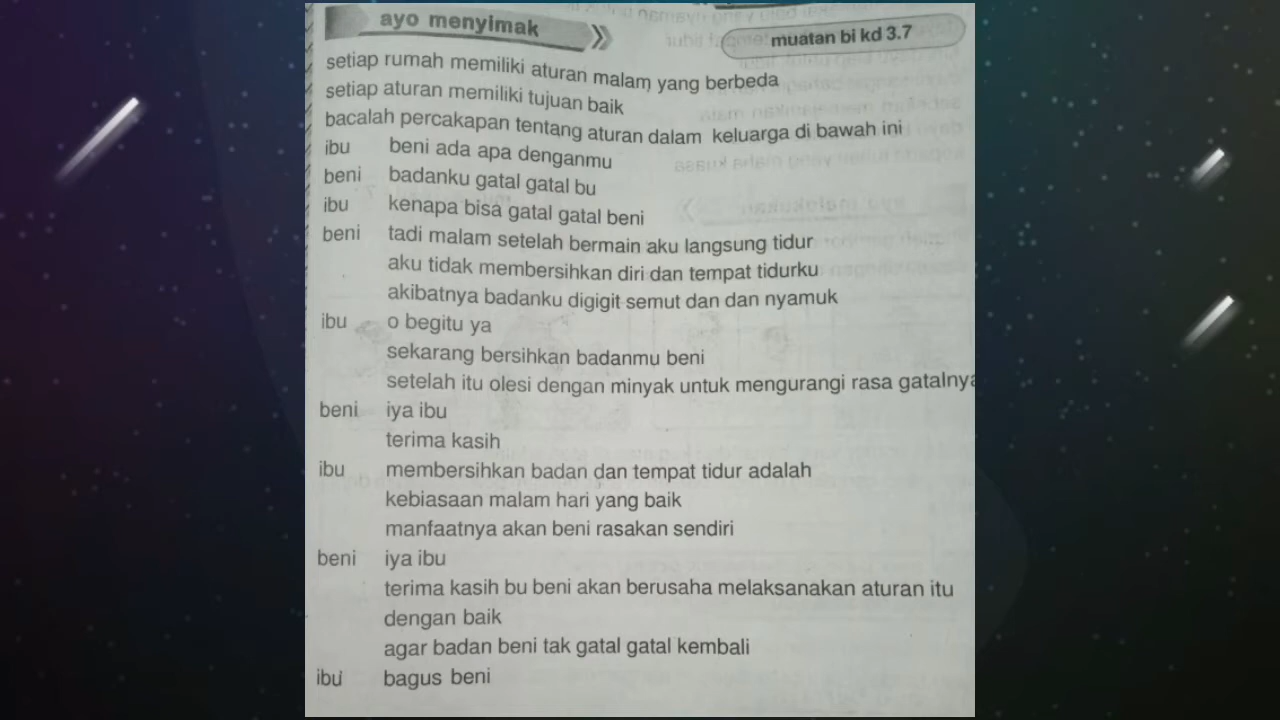 ayo menyimak
muatan bi kd 3.7
setiap rumah memiliki aturan malam yang berbeda
setiap aturan memiliki tujuan baik
bacalah percakapan tentang aturan dalam keluarga di bawah ini
ibu beni ada apa denganmu
beni badanku gatal gatal bu
ibu kenapa bisa gatal gatal beni
beni tadi malam setelah bermain aku langsung tidur
aku tidak membersihkan diri dan tempat tidurku
akibatnya badanku digigit semut dan dan nyamuk
ibu o begitu ya
sekarang bersihkan badanmu beni
setelah itu olesi dengan minyak untuk mengurangi rasa gatalnya
beni iya ibu
terima kasih
ibu membersihkan badan dan tempat tidur adalah
kebiasaan malam hari yang baik
manfaatnya akan beni rasakan sendiri
beni iya ibu
terima kasih bu beni akan berusaha melaksanakan aturan itu
dengan baik
agar badan beni tak gatal gatal kembali
ibu bagus beni